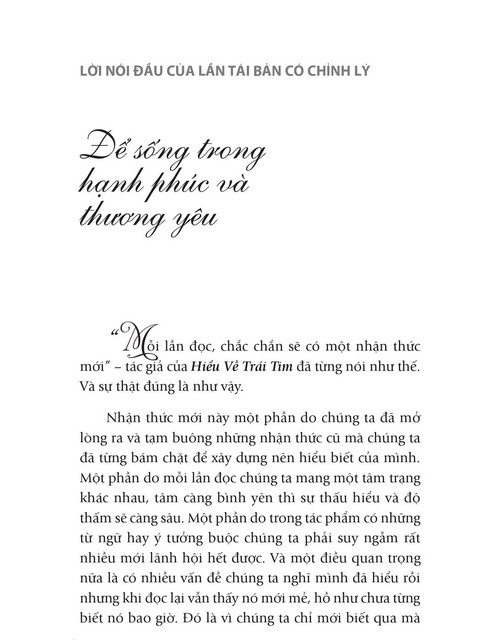 LỜI NÓI ĐẦU CỦA LẦN TÁI BẢN CÓ CHỈNH LÝ
Để sống trong
hạnh phúc và
thương yêu
“Mỗi lần đọc, chắc chắn sẽ có một nhận thức
mới” – tác giả của Hiểu Về Trái Tim đã từng nói như thế.
Và sự thật đúng là như vậy.
Nhận thức mới này một phần do chúng ta đã mở
lòng ra và tạm buông những nhận thức cũ mà chúng ta
đã từng bám chặt để xây dựng nên hiểu biết của mình.
Một phần do mỗi lần đọc chúng ta mang một tâm trạng
khác nhau, tâm càng bình yên thì sự thấu hiểu và độ
thấm sẽ càng sâu. Một phần do trong tác phẩm có những
từ ngữ hay ý tưởng buộc chúng ta phải suy ngẫm rất
nhiều mới lãnh hội hết được. Và một điều quan trọng
nữa là có nhiều vấn đề chúng ta nghĩ mình đã hiểu rồi
nhưng khi đọc lại vẫn thấy nó mới mẻ, hồ như chưa từng
biết nó bao giờ. Đó là vì chúng ta chỉ mới biết qua mà